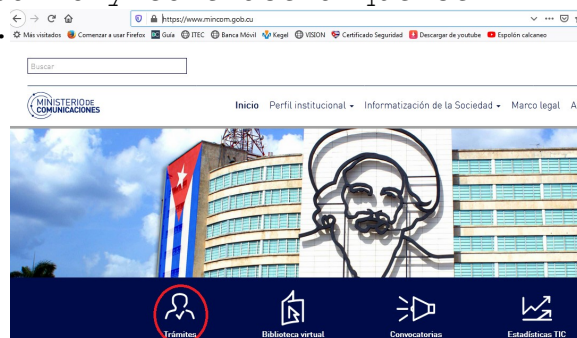 https://www.mincom.gob.cu
Más visitados Comenzar a usar Firefox Guía ITEC Banca Móvil Kegel VISION Certificado Seguridad Descargar de youtube Espolón calcaneo
Buscar
MINISTERIO DE
COMUNICACIONES
Inicio Perfil institucional Informatización de la Sociedad Marco legal A
Trámites Biblioteca virtual Convocatorias Estadísticas TIC